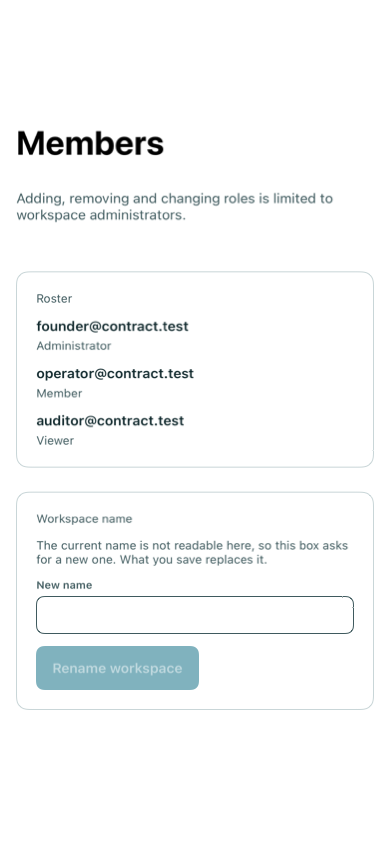 Members
Adding, removing and changing roles is limited to
workspace administrators.
Roster
founder@contract.test
Administrator
operator@contract.test
Member
auditor@contract.test
Viewer
Workspace name
The current name is not readable here, so this box asks
for a new one. What you save replaces it.
New name
Rename workspace